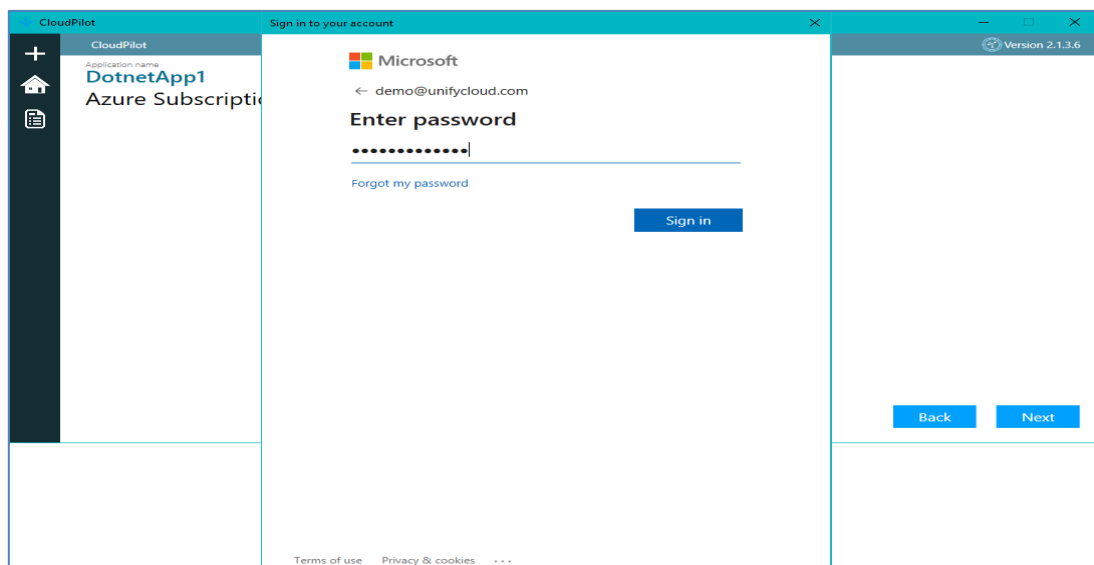 CloudPilot
Sign in to your account
CloudPilot
Version 2.1.3.6
Application name
DotnetApp1
Azure Subscripti
Microsoft
← demo@unifycloud.com
Enter password
•••••••••••••
Forgot my password
Sign in
Back
Next
Terms of use Privacy & cookies ...